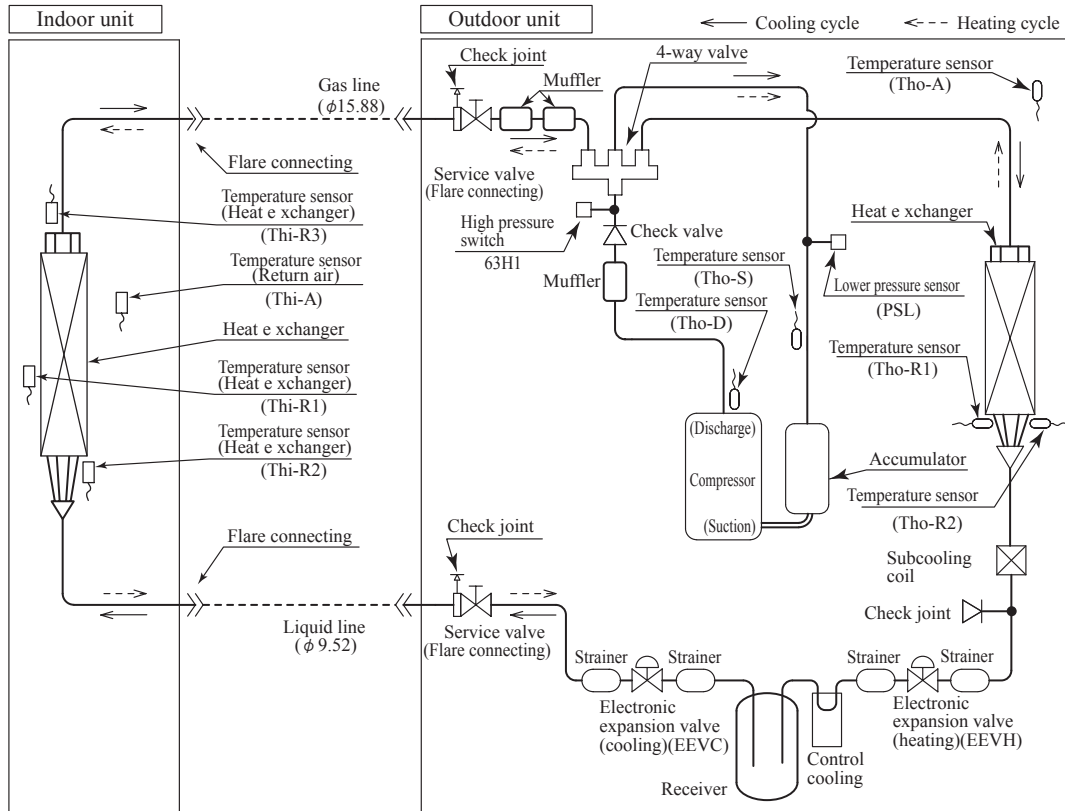 Indoor unit
Outdoor unit
Cooling cycle
Heating cycle
Check joint
4-way valve
Temperature sensor
(Tho-A)
Gas line
(ϕ15.88)
Muffler
Flare connecting
Service valve
(Flare connecting)
Temperature sensor
(Heat e xchanger)
(Thi-R3)
High pressure
switch
63H1
Check valve
Heat e xchanger
Temperature sensor
(Return air)
(Thi-A)
Muffler
Temperature sensor
(Tho-S)
Lower pressure sensor
(PSL)
Temperature sensor
(Tho-D)
Heat e xchanger
Temperature sensor
(Tho-R1)
Temperature sensor
(Heat e xchanger)
(Thi-R1)
Temperature sensor
(Heat e xchanger)
(Thi-R2)
(Discharge)
Compressor
(Suction)
Accumulator
Temperature sensor
(Tho-R2)
Flare connecting
Check joint
Subcooling
coil
Check joint
Liquid line
(ϕ9.52)
Service valve
(Flare connecting)
Strainer
Strainer
Strainer
Strainer
Electronic
expansion valve
(cooling)(EEVC)
Electronic
expansion valve
(heating)(EEVH)
Control
cooling
Receiver